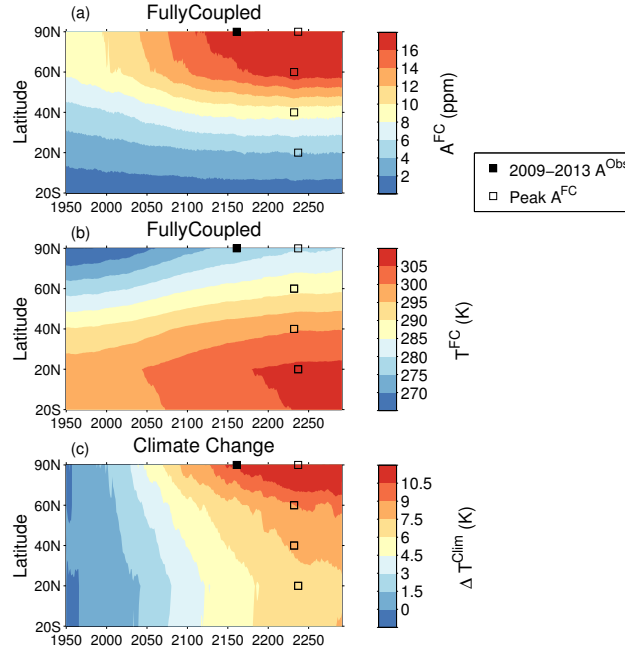 (a) FullyCoupled
90N
60N
40N
20N
20S
Latitude
1950 2000 2050 2100 2150 2200 2250
16
14
12
10
8
6
4
2
A^FC (ppm)
2009−2013 A^Obs
Peak A^FC
(b) FullyCoupled
90N
60N
40N
20N
20S
Latitude
1950 2000 2050 2100 2150 2200 2250
305
300
295
290
285
280
275
270
T^FC (K)
(c) Climate Change
90N
60N
40N
20N
20S
Latitude
1950 2000 2050 2100 2150 2200 2250
10.5
9
7.5
6
4.5
3
1.5
0
Δ T^Clim (K)